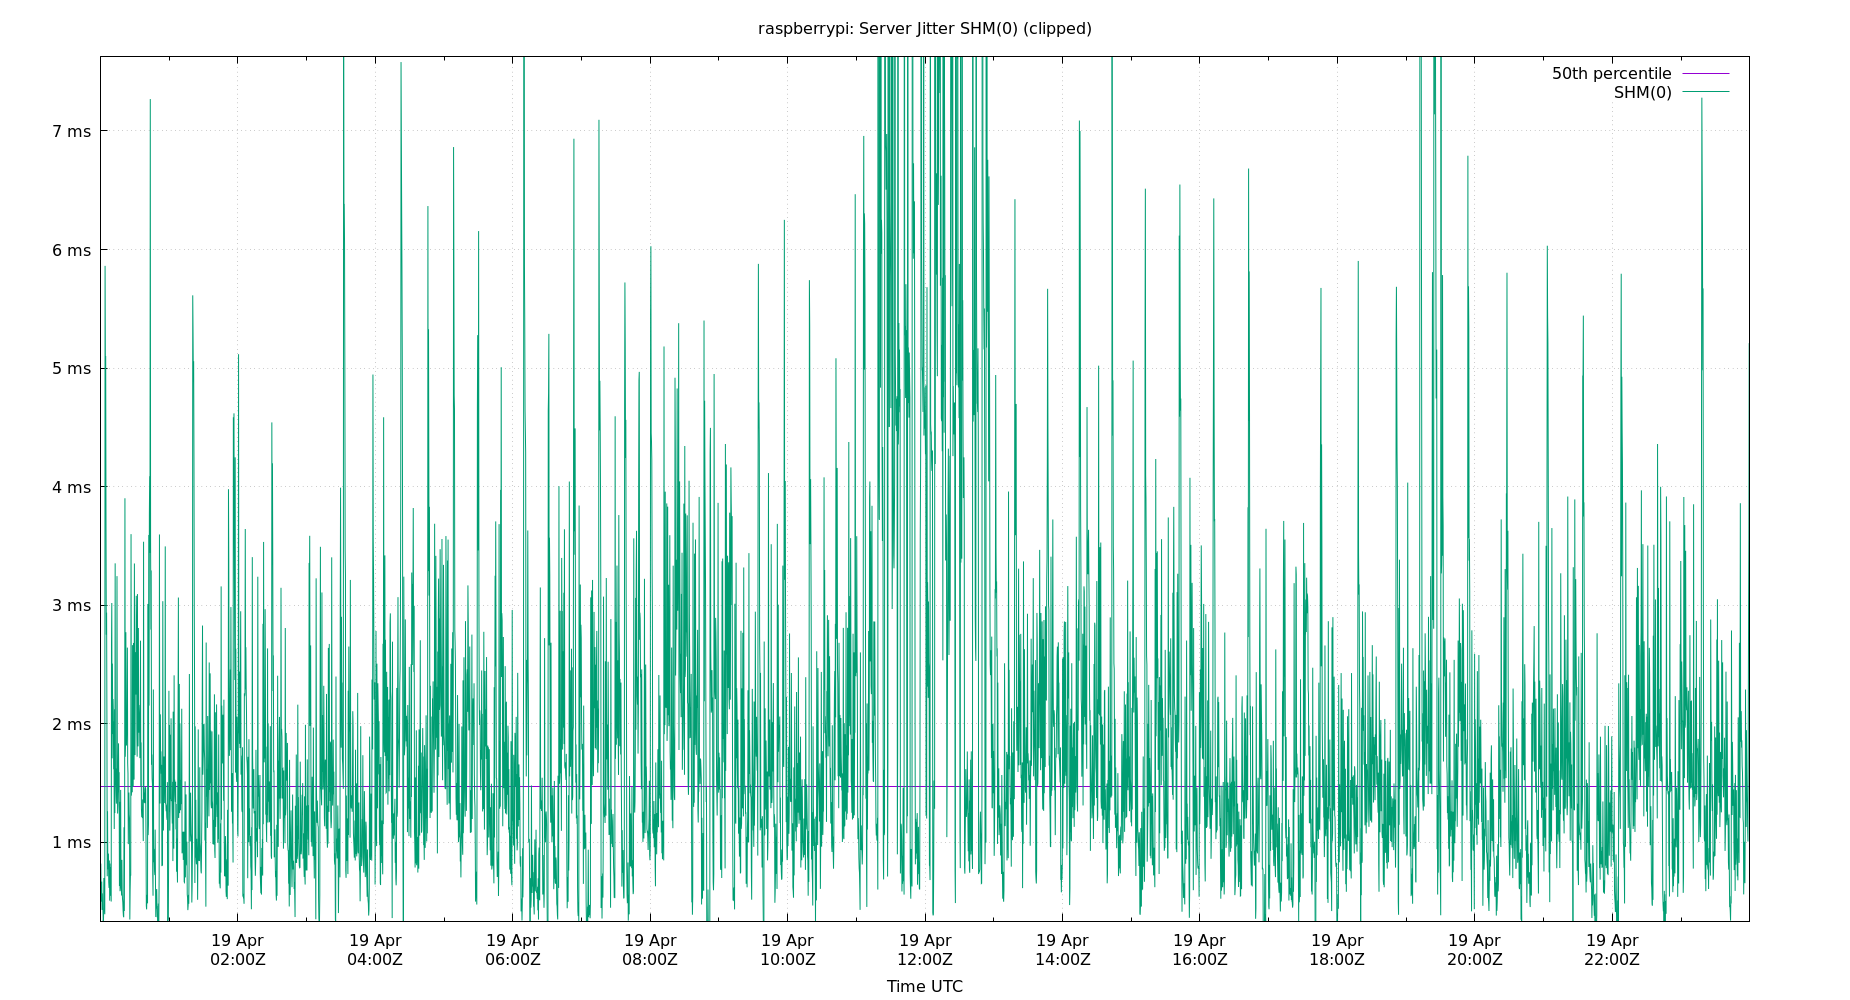 raspberrypi: Server Jitter SHM(0) (clipped)
50th percentile
SHM(0)
7 ms
6 ms
5 ms
4 ms
3 ms
2 ms
1 ms
19 Apr 19 Apr 19 Apr 19 Apr 19 Apr 19 Apr 19 Apr 19 Apr 19 Apr 19 Apr 19 Apr
02:00Z 04:00Z 06:00Z 08:00Z 10:00Z 12:00Z 14:00Z 16:00Z 18:00Z 20:00Z 22:00Z
Time UTC